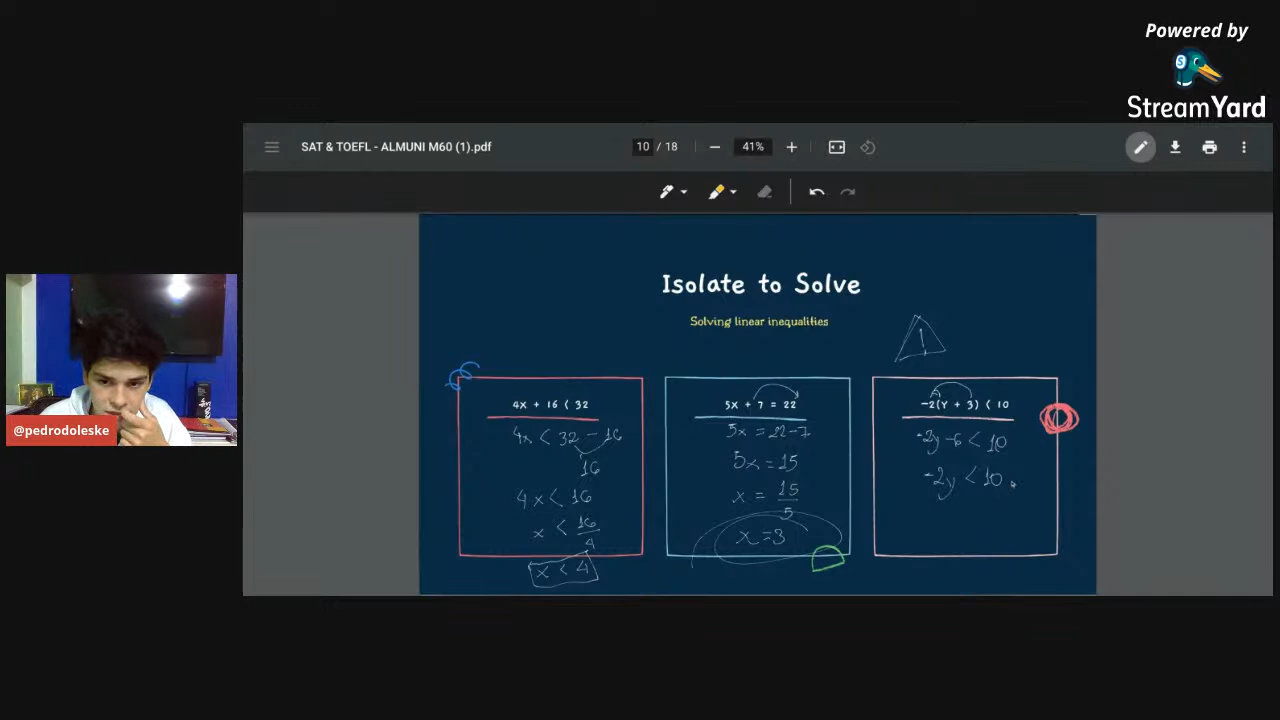 Powered by
StreamYard
SAT & TOEFL - ALMUNI M60 (1).pdf
10 / 18
41%
Isolate to Solve
Solving linear inequalities
!
4X + 16 < 32
4x < 32 - 16
16
4x < 16
x < 16/4
x < 4
5X + 7 = 22
5x = 22-7
5x = 15
x = 15/5
x = 3
-2(Y + 3) < 10
-2y - 6 < 10
-2y < 10
@pedrodoleske